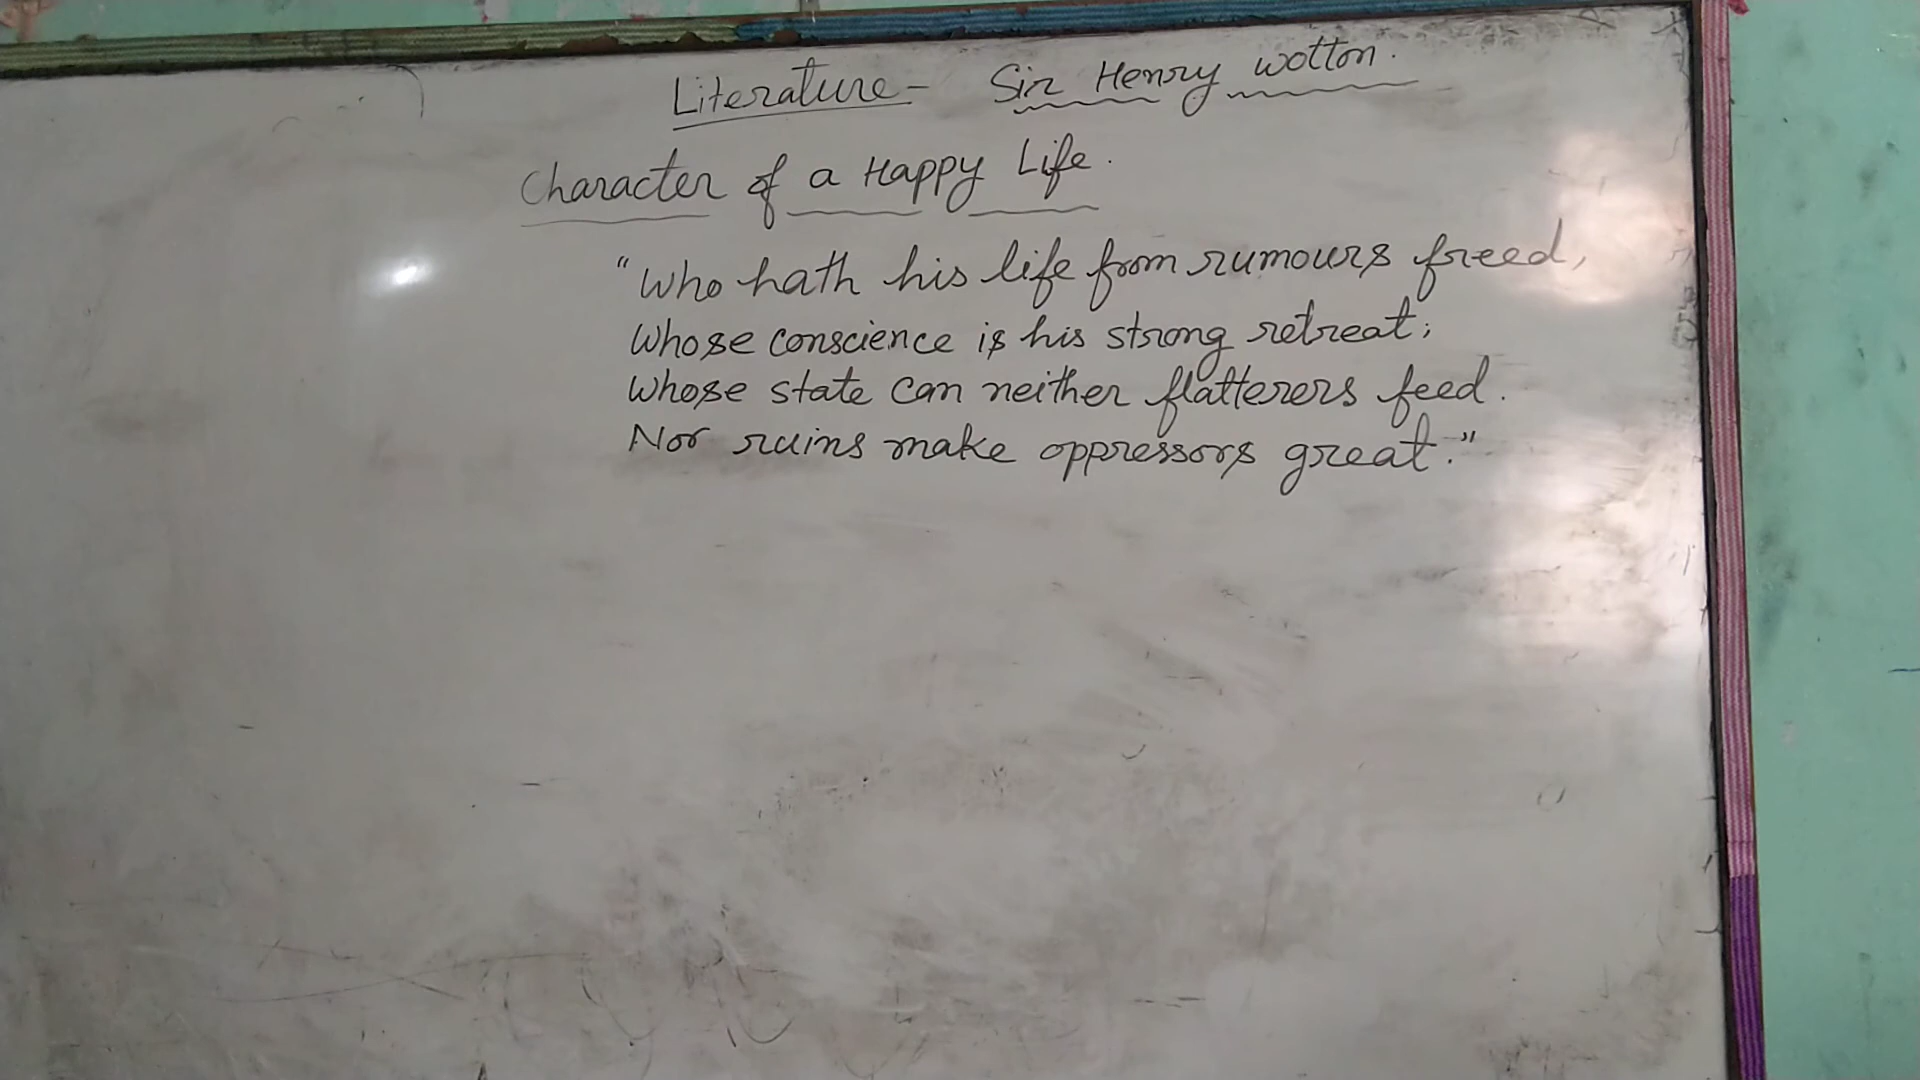 Literature - Sir Henry wotton.
Character of a Happy Life.
"Who hath his life from rumours freed,
Whose conscience is his strong retreat;
Whose state can neither flatterers feed.
Nor ruins make oppressors great."